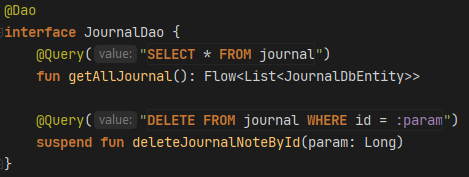 @Dao
interface JournalDao {
@Query( value: "SELECT * FROM journal")
fun getAllJournal(): Flow<List<JournalDbEntity>>
@Query( value: "DELETE FROM journal WHERE id = :param")
suspend fun deleteJournalNoteById(param: Long)
}